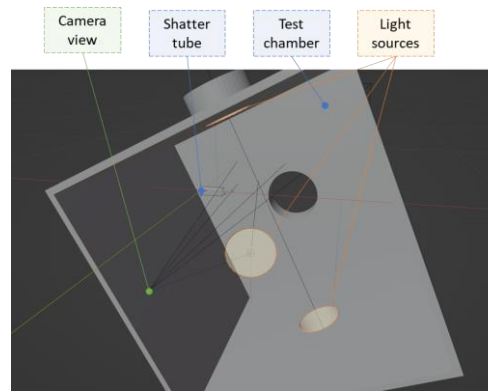 Camera
view
Shatter
tube
Test
chamber
Light
sources